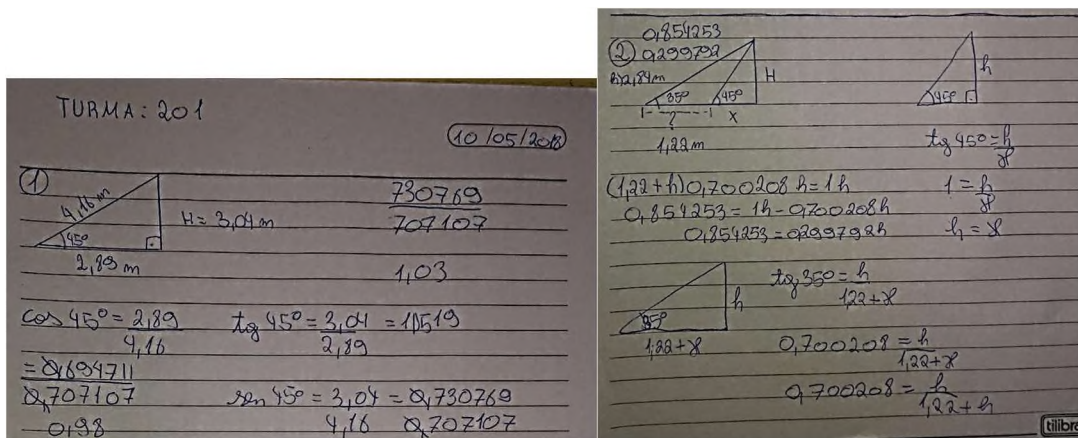 TURMA: 201
10/05/2018
1
4,16 m
45°
H = 3,04 m
2,89 m
730769
707107
1,03
cos 45° = 2,89
4,16
= 0,694711
0,707107
0,98
tg 45° = 3,04 = 1,0519
2,89
sen 45° = 3,04 = 0,730769
4,16 0,707107
0,854253
2 0,299792
h) 2,84 m
35° 45° H
? x
1,22 m
45° h
tg 45° = h
x
1 = h
x
h = x
(1,22 + h) 0,700208 h = 1h
0,854253 = 1h - 0,700208h
0,854253 = 0,299792h
35° h
1,22 + x
tg 35° = h
1,22 + x
0,700208 = h
1,22 + x
0,700208 = h
1,22 + h
tilibra